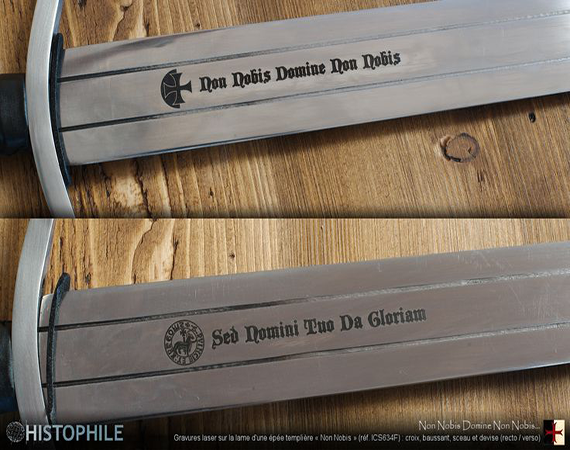 Non Nobis Domine Non Nobis
Sed Nomini Tuo Da Gloriam
Non Nobis Domine Non Nobis...
HISTOPHILE
Gravures laser sur la lame d'une épée templière « Non Nobis » (réf. ICS634F) : croix, baussant, sceau et devise (recto / verso)